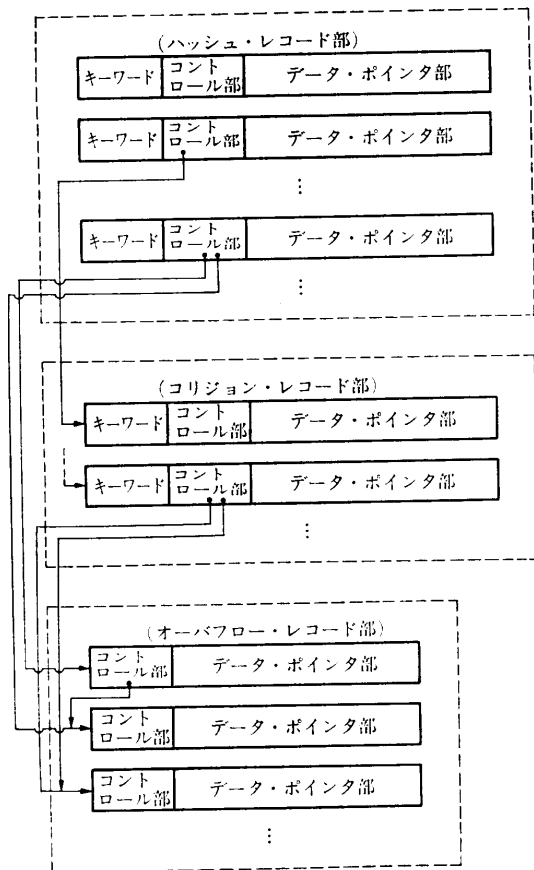 (ハッシュ・レコード部)
キーワード コント データ・ポインタ部
ロール部
キーワード コント データ・ポインタ部
ロール部
⋮
キーワード コント データ・ポインタ部
ロール部
⋮
(コリジョン・レコード部)
キーワード コント データ・ポインタ部
ロール部
キーワード コント データ・ポインタ部
ロール部
⋮
(オーバフロー・レコード部)
コント データ・ポインタ部
ロール部
コント データ・ポインタ部
ロール部
コント データ・ポインタ部
ロール部
⋮